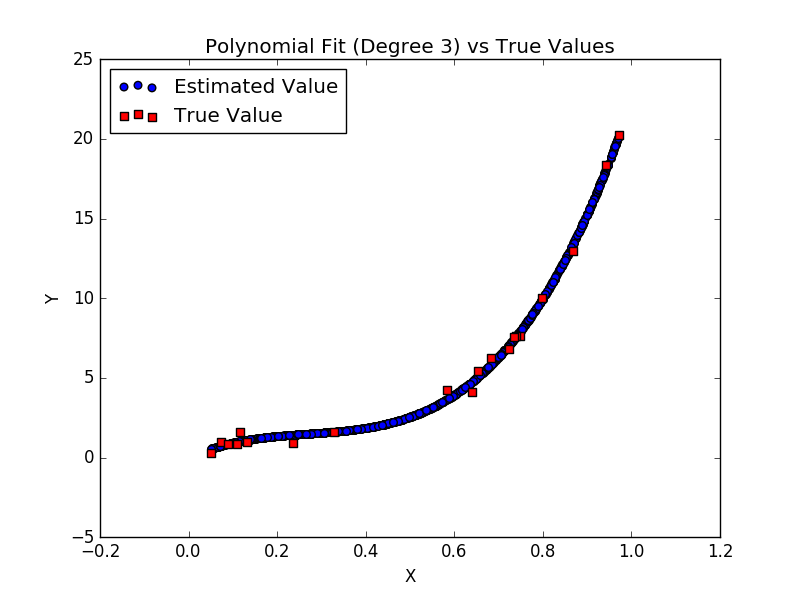 Polynomial Fit (Degree 3) vs True Values
25
Estimated Value
True Value
20
15
Y
10
5
0
−5
−0.2 0.0 0.2 0.4 0.6 0.8 1.0 1.2
X